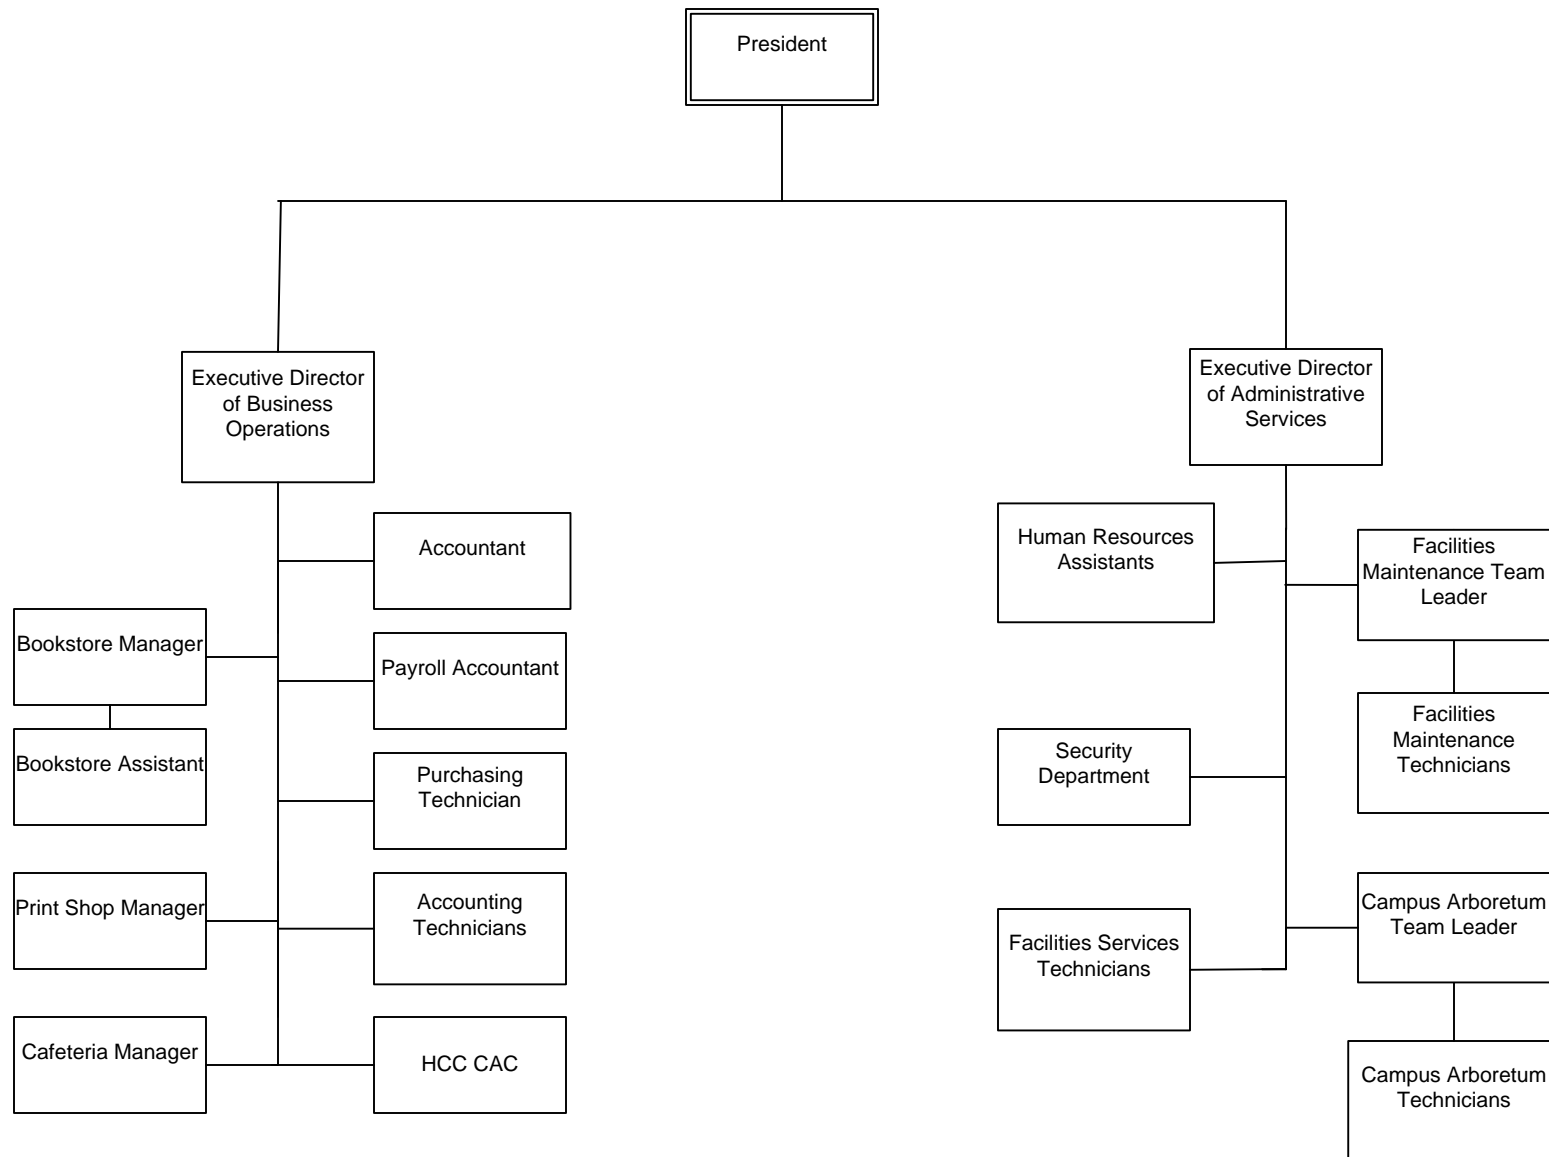 President
Executive Director
of Business
Operations
Executive Director
of Administrative
Services
Accountant
Bookstore Manager
Payroll Accountant
Bookstore Assistant
Purchasing
Technician
Print Shop Manager
Accounting
Technicians
Cafeteria Manager
HCC CAC
Human Resources
Assistants
Facilities
Maintenance Team
Leader
Facilities
Maintenance
Technicians
Security
Department
Campus Arboretum
Team Leader
Facilities Services
Technicians
Campus Arboretum
Technicians